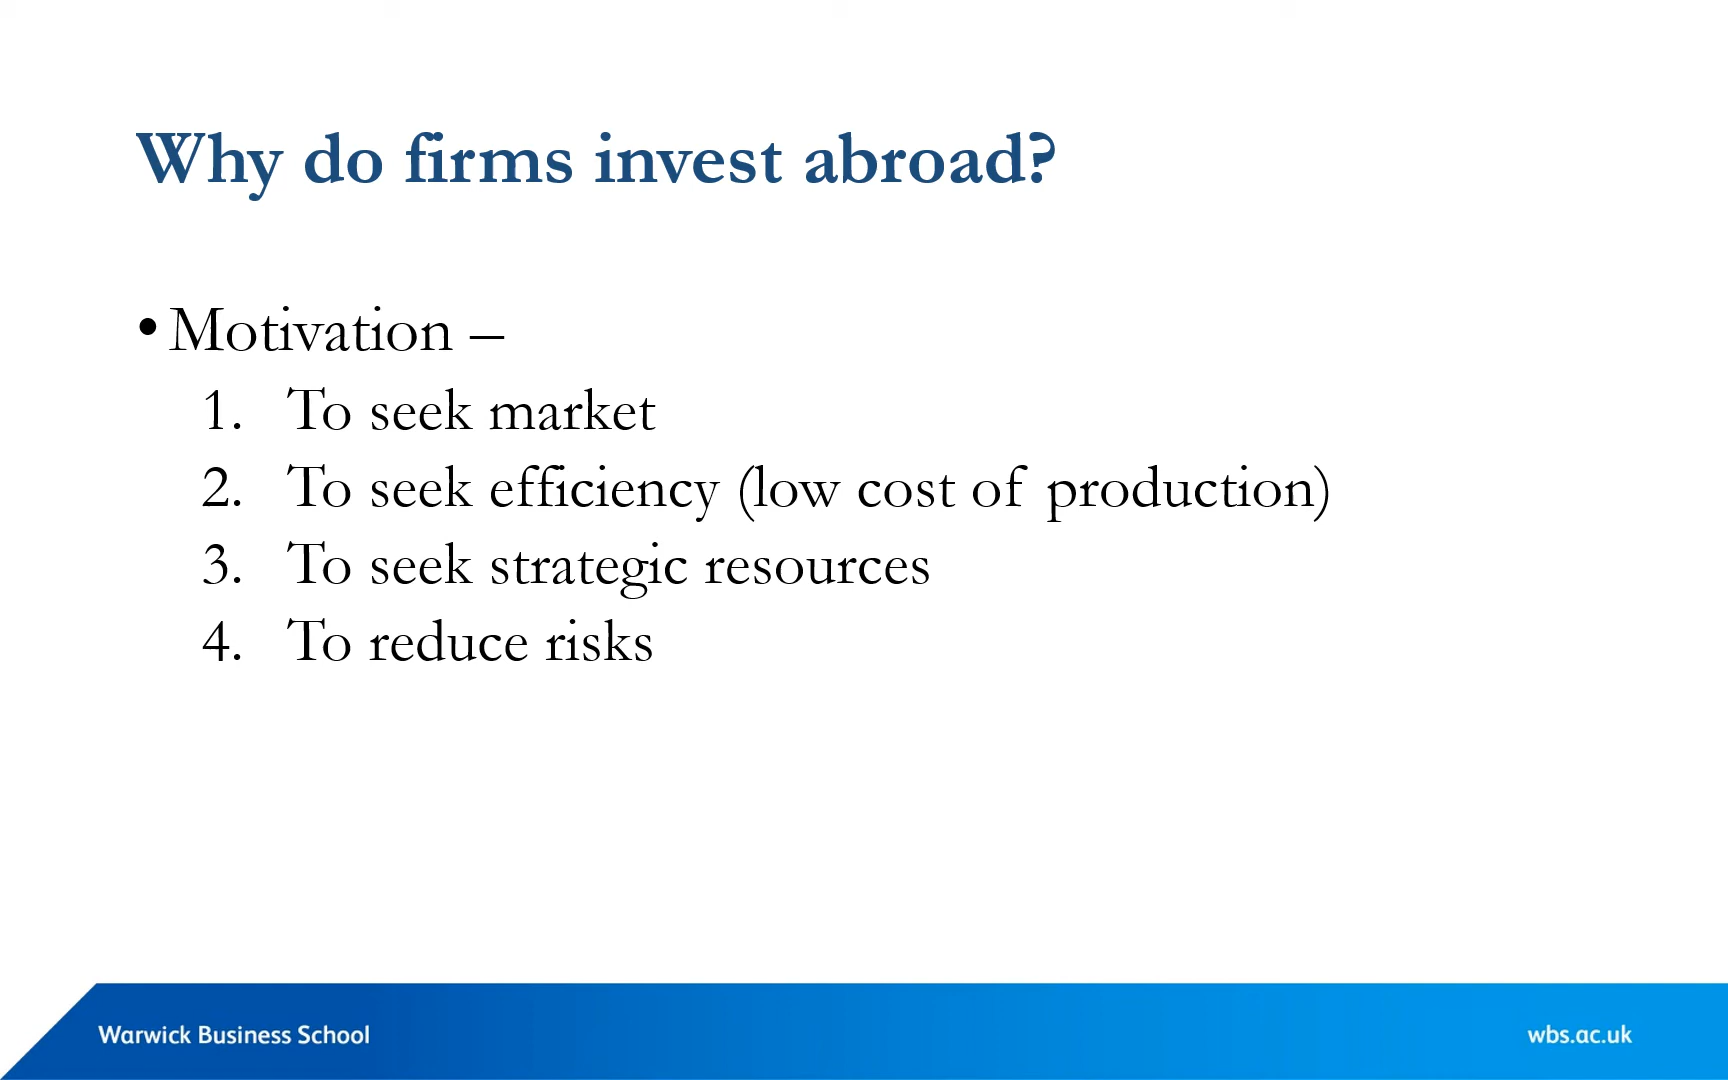 Why do firms invest abroad?
• Motivation –
1. To seek market
2. To seek efficiency (low cost of production)
3. To seek strategic resources
4. To reduce risks
Warwick Business School
wbs.ac.uk